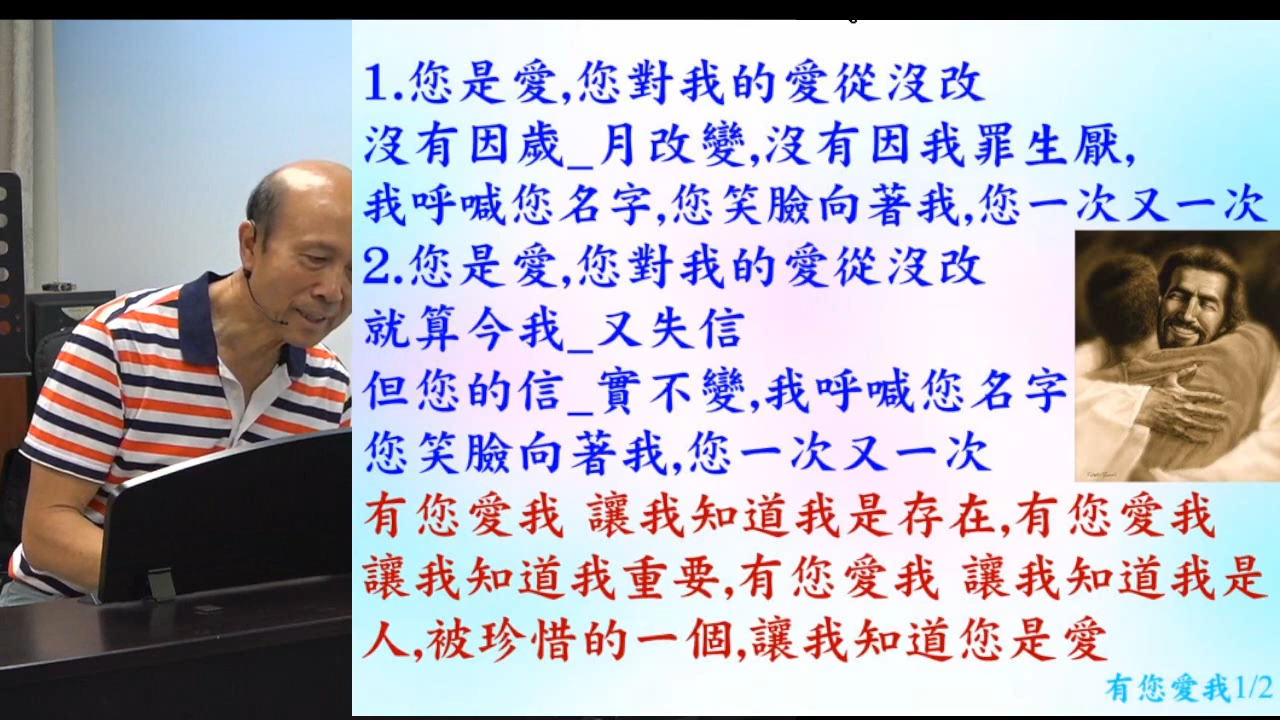 1.您是愛,您對我的愛從沒改
沒有因歲_月改變,沒有因我罪生厭,
我呼喊您名字,您笑臉向著我,您一次又一次
2.您是愛,您對我的愛從沒改
就算今我_又失信
但您的信_實不變,我呼喊您名字
您笑臉向著我,您一次又一次
有您愛我 讓我知道我是存在,有您愛我
讓我知道我重要,有您愛我 讓我知道我是
人,被珍惜的一個,讓我知道您是愛
有您愛我1/2